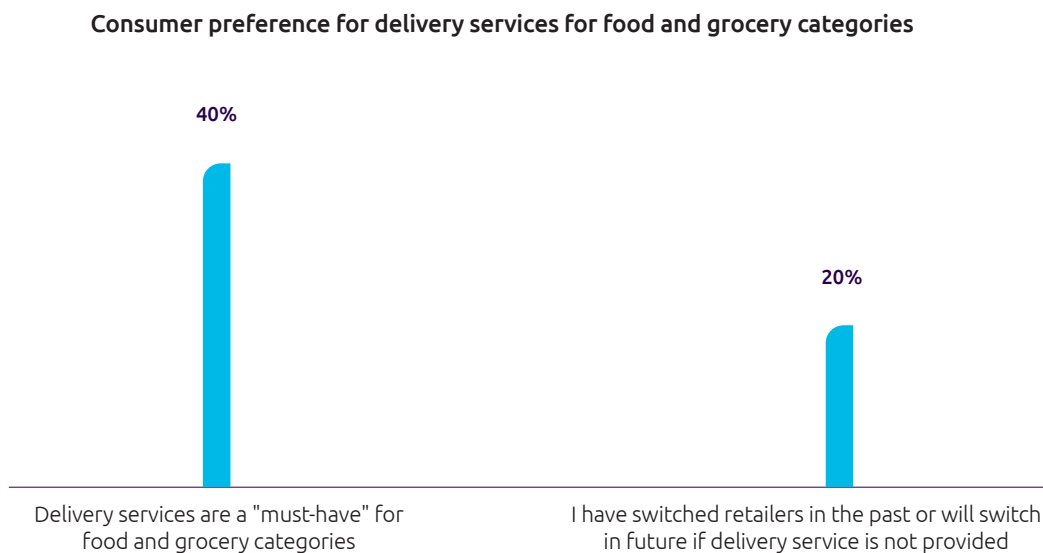 Consumer preference for delivery services for food and grocery categories
40%
20%
Delivery services are a "must-have" for
food and grocery categories
I have switched retailers in the past or will switch
in future if delivery service is not provided